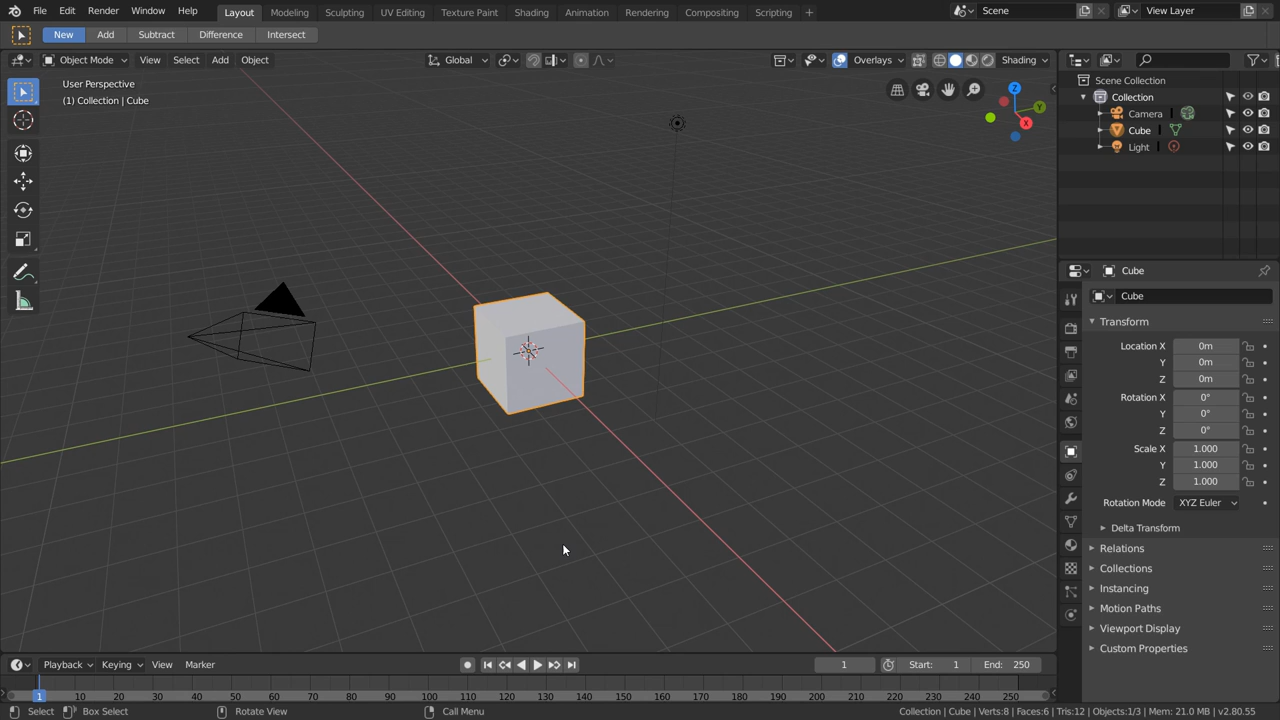 File Edit Render Window Help Layout Modeling Sculpting UV Editing Texture Paint Shading Animation Rendering Compositing Scripting + Scene View Layer
New Add Subtract Difference Intersect
Object Mode View Select Add Object Global Overlays Shading
User Perspective
(1) Collection | Cube
Z
Y
X
Scene Collection
Collection
Camera
Cube
Light
Cube
Cube
Transform
Location X 0m
Y 0m
Z 0m
Rotation X 0°
Y 0°
Z 0°
Scale X 1.000
Y 1.000
Z 1.000
Rotation Mode XYZ Euler
Delta Transform
Relations
Collections
Instancing
Motion Paths
Viewport Display
Custom Properties
Playback Keying View Marker 1 Start: 1 End: 250
1 10 20 30 40 50 60 70 80 90 100 110 120 130 140 150 160 170 180 190 200 210 220 230 240 250
Select Box Select Rotate View Call Menu Collection | Cube | Verts:8 | Faces:6 | Tris:12 | Objects:1/3 | Mem: 21.0 MB | v2.80.55